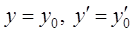 y = y₀, y′ = y′₀